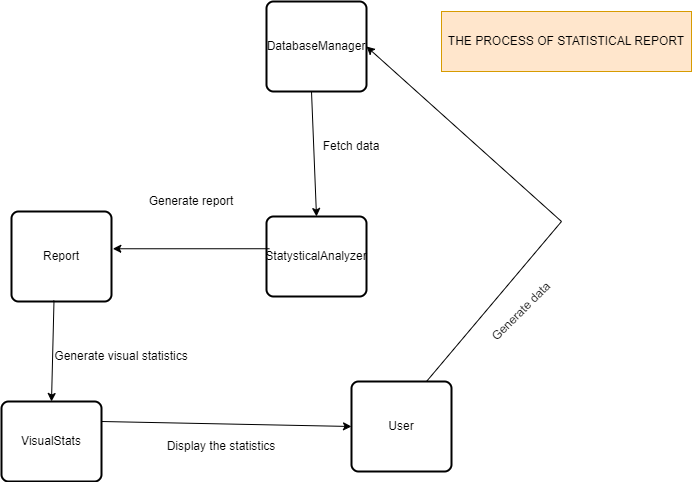 DatabaseManager
THE PROCESS OF STATISTICAL REPORT
Fetch data
Generate report
Report
StatysticalAnalyzer
Generate data
Generate visual statistics
VisualStats
Display the statistics
User